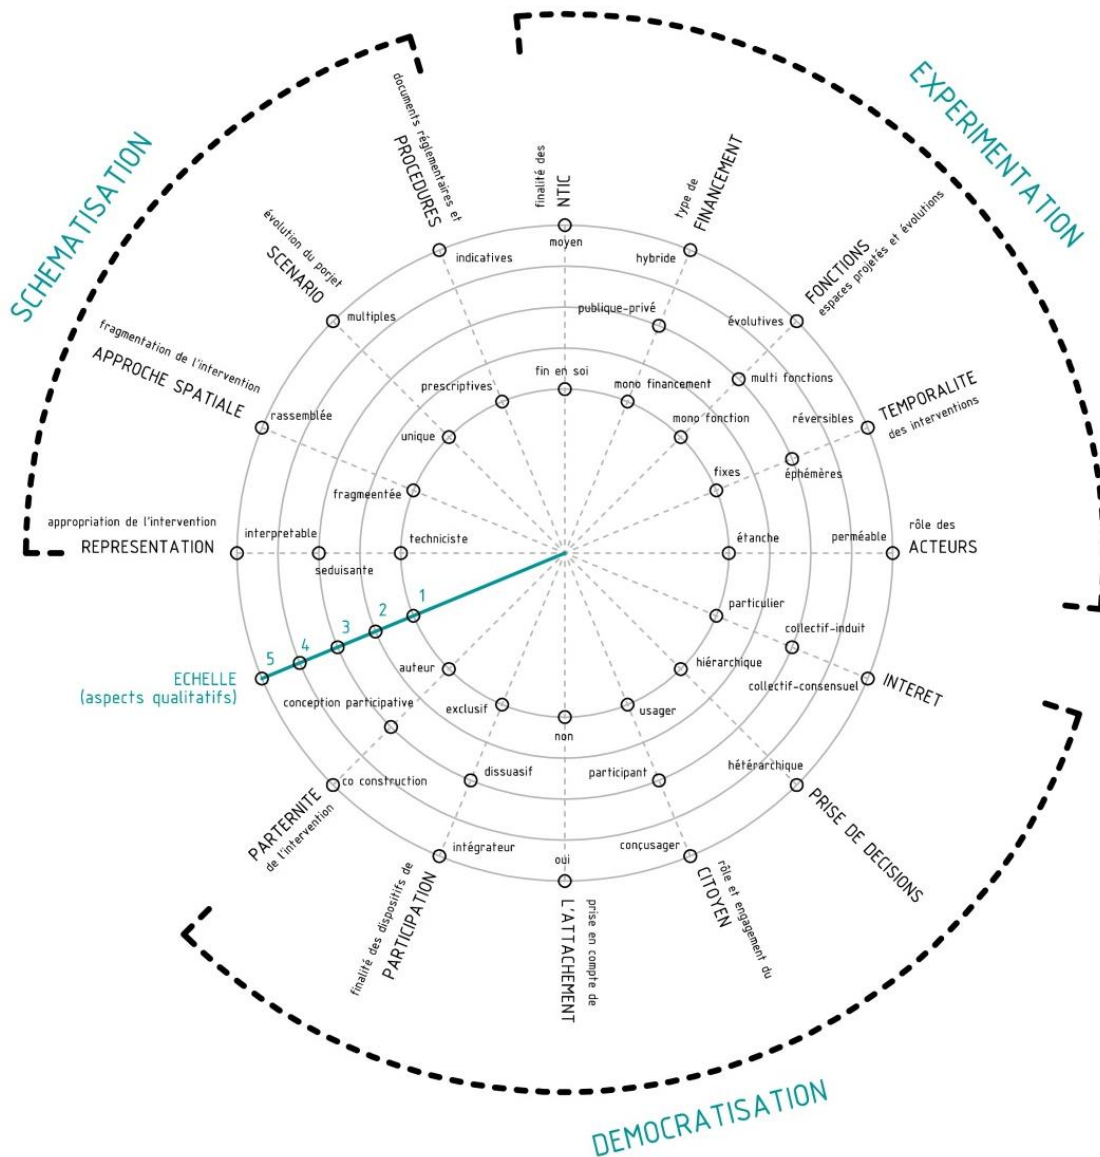 SCHEMATISATION
documents réglementaires et
PROCEDURES
indicatives
prescriptives
évolution du porjet
SCENARIO
multiples
unique
fragmentation de l'intervention
APPROCHE SPATIALE
rassemblée
fragmeentée
appropriation de l'intervention
REPRESENTATION
interpretable
seduisante
techniciste
EXPERIMENTATION
finalité des
NTIC
moyen
fin en soi
type de
FINANCEMENT
hybride
publique-privé
mono financement
FONCTIONS
espaces projetés et évolutions
évolutives
multi fonctions
mono fonction
TEMPORALITE
des interventions
réversibles
éphémères
fixes
rôle des
ACTEURS
perméable
étanche
ECHELLE
(aspects qualitatifs)
5
4
3
2
1
DEMOCRATISATION
INTERET
particulier
collectif-induit
collectif-consensuel
PRISE DE DECISIONS
hiérarchique
hétérarchique
rôle et engagement du
CITOYEN
usager
participant
conçusager
prise en compte de
L'ATTACHEMENT
non
oui
finalité des dispositifs de
PARTICIPATION
exclusif
dissuasif
intégrateur
PARTERNITE
de l'intervention
auteur
conception participative
co construction